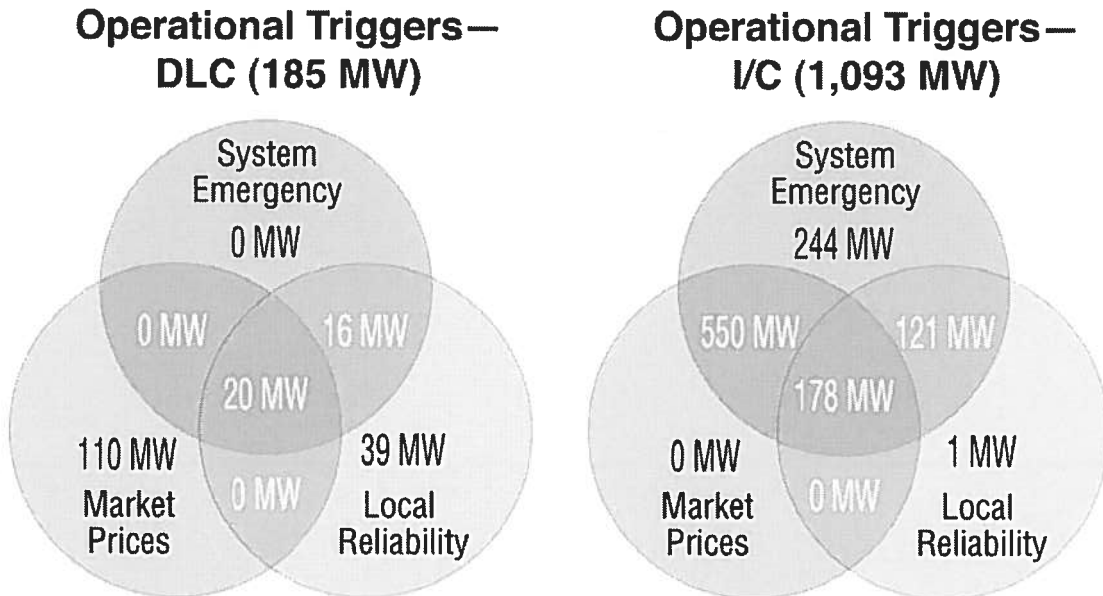 Operational Triggers—
DLC (185 MW)
System
Emergency
0 MW
0 MW
16 MW
20 MW
110 MW
39 MW
0 MW
Market
Prices
Local
Reliability
Operational Triggers—
I/C (1,093 MW)
System
Emergency
244 MW
550 MW
121 MW
178 MW
0 MW
1 MW
0 MW
Market
Prices
Local
Reliability